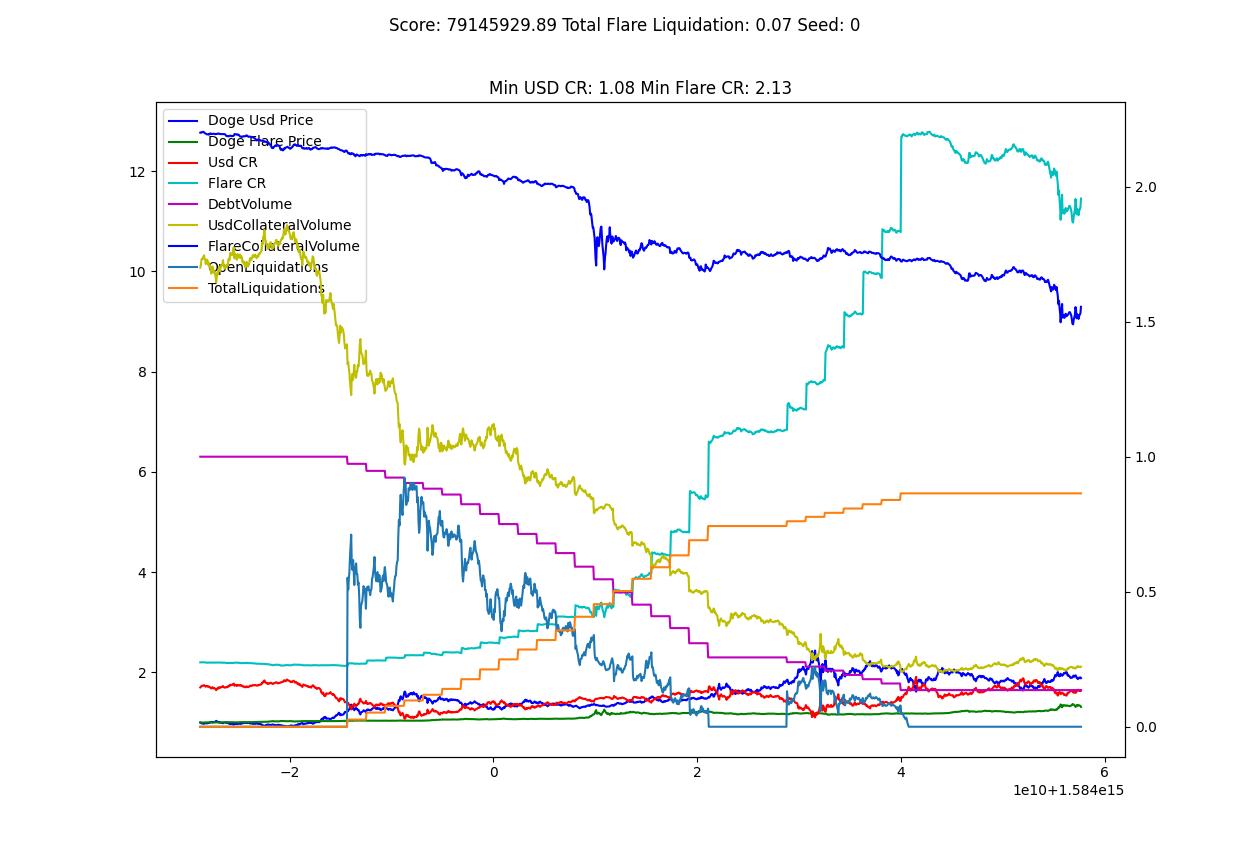 Score: 79145929.89 Total Flare Liquidation: 0.07 Seed: 0
Min USD CR: 1.08 Min Flare CR: 2.13
Doge Usd Price
Doge Flare Price
Usd CR
Flare CR
DebtVolume
UsdCollateralVolume
FlareCollateralVolume
OpenLiquidations
TotalLiquidations
12
10
8
6
4
2
2.0
1.5
1.0
0.5
0.0
−2
0
2
4
6
1e10+1.584e15